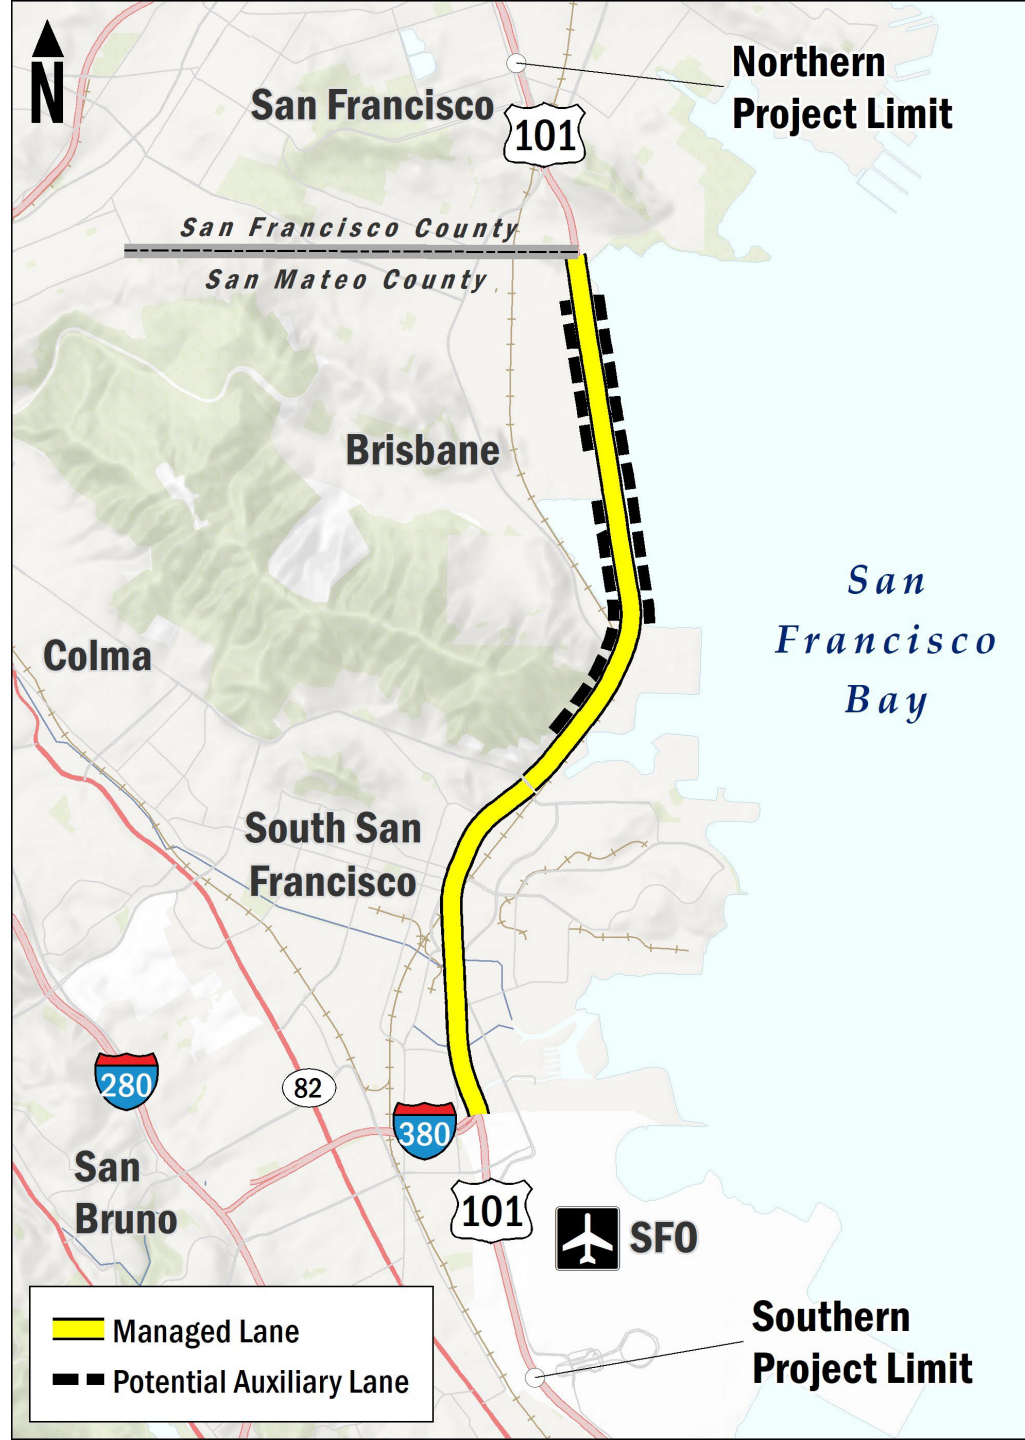 N
Northern
Project Limit
San Francisco
101
San Francisco County
San Mateo County
Brisbane
San
Francisco
Bay
Colma
South San
Francisco
280
82
380
San
Bruno
101
SFO
Southern
Project Limit
Managed Lane
Potential Auxiliary Lane